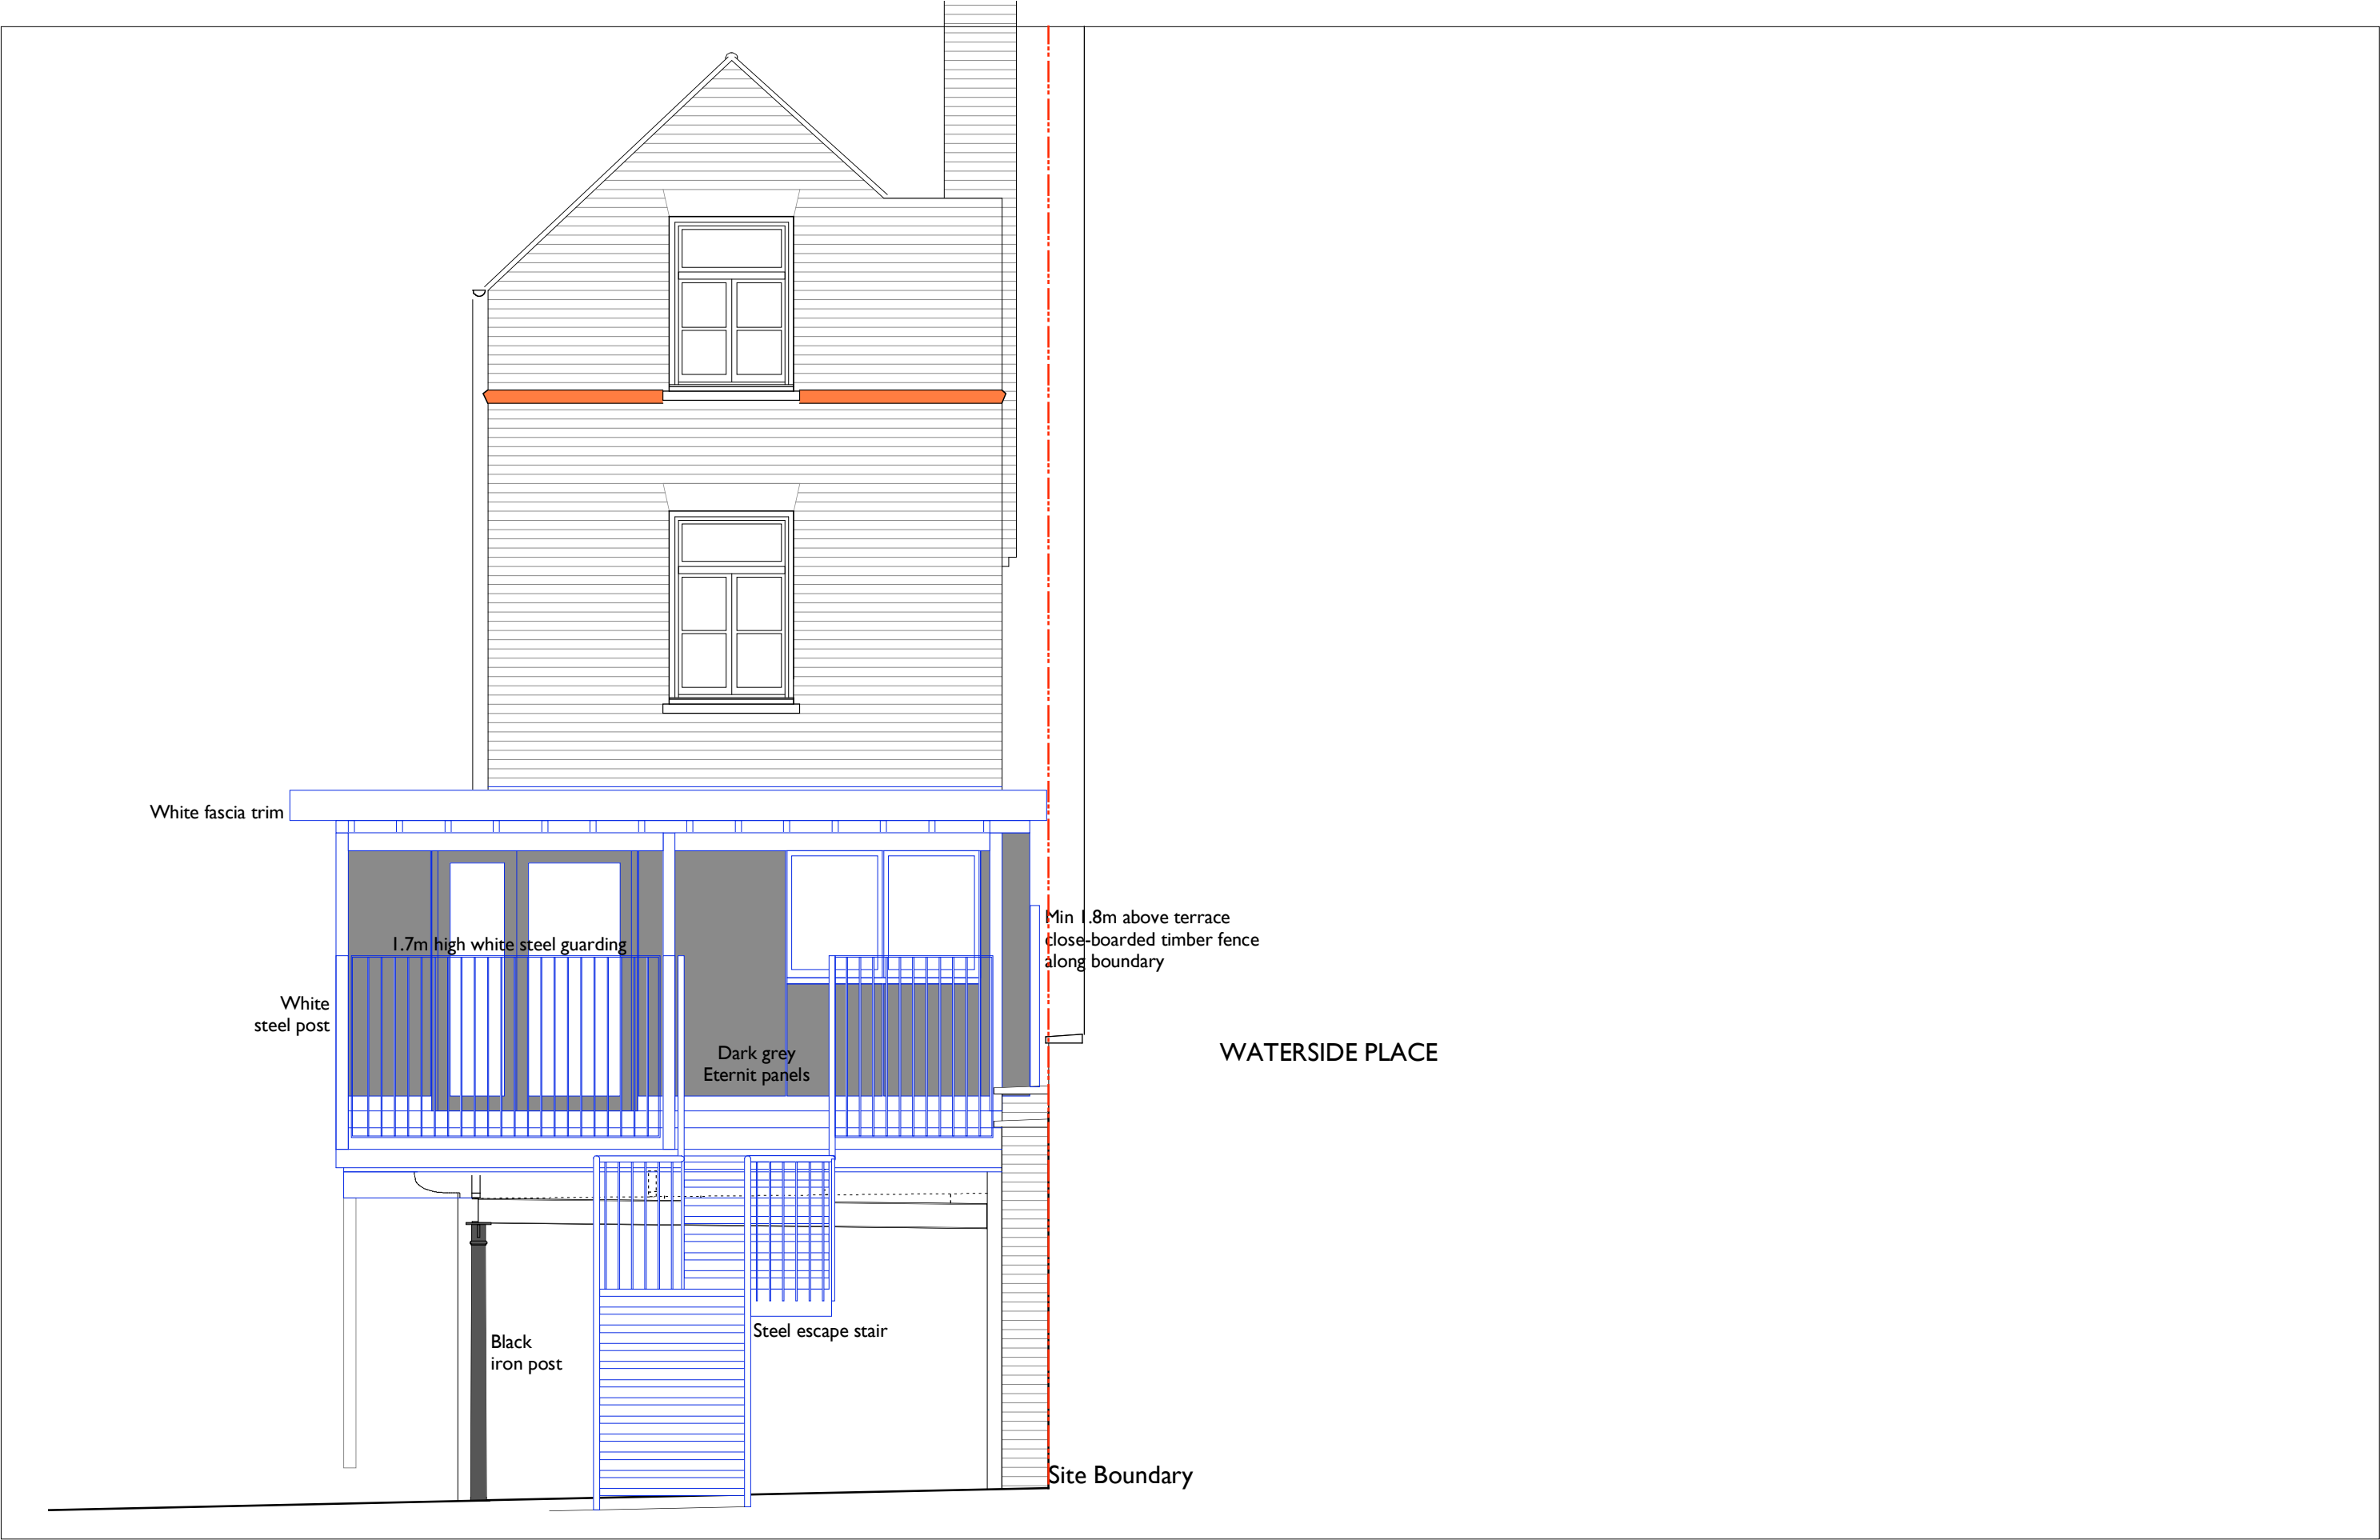 White fascia trim
Min 1.8m above terrace
close-boarded timber fence
along boundary
1.7m high white steel guarding
White
steel post
Dark grey
Eternit panels
WATERSIDE PLACE
Steel escape stair
Black
iron post
Site Boundary